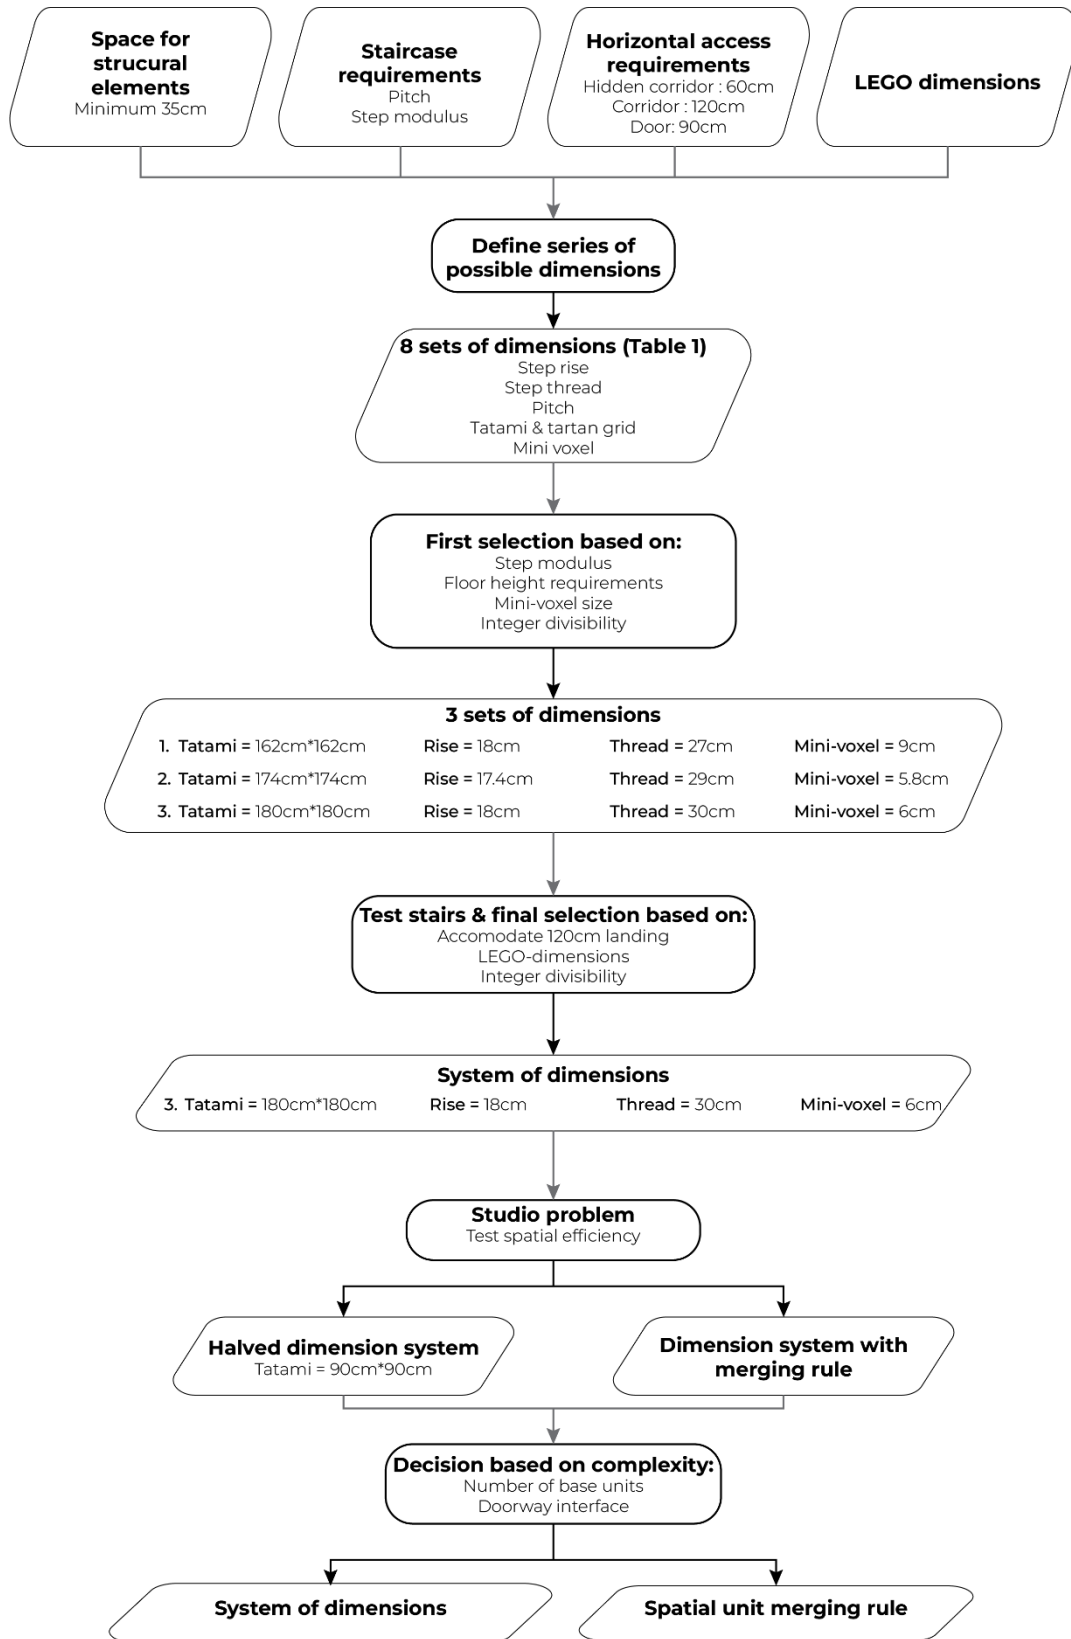 Space for
strucural
elements
Minimum 35cm
Staircase
requirements
Pitch
Step modulus
Horizontal access
requirements
Hidden corridor : 60cm
Corridor : 120cm
Door: 90cm
LEGO dimensions
Define series of
possible dimensions
8 sets of dimensions (Table 1)
Step rise
Step thread
Pitch
Tatami & tartan grid
Mini voxel
First selection based on:
Step modulus
Floor height requirements
Mini-voxel size
Integer divisibility
3 sets of dimensions
1. Tatami = 162cm*162cm Rise = 18cm Thread = 27cm Mini-voxel = 9cm
2. Tatami = 174cm*174cm Rise = 17.4cm Thread = 29cm Mini-voxel = 5.8cm
3. Tatami = 180cm*180cm Rise = 18cm Thread = 30cm Mini-voxel = 6cm
Test stairs & final selection based on:
Accomodate 120cm landing
LEGO-dimensions
Integer divisibility
System of dimensions
3. Tatami = 180cm*180cm Rise = 18cm Thread = 30cm Mini-voxel = 6cm
Studio problem
Test spatial efficiency
Halved dimension system
Tatami = 90cm*90cm
Dimension system with
merging rule
Decision based on complexity:
Number of base units
Doorway interface
System of dimensions
Spatial unit merging rule